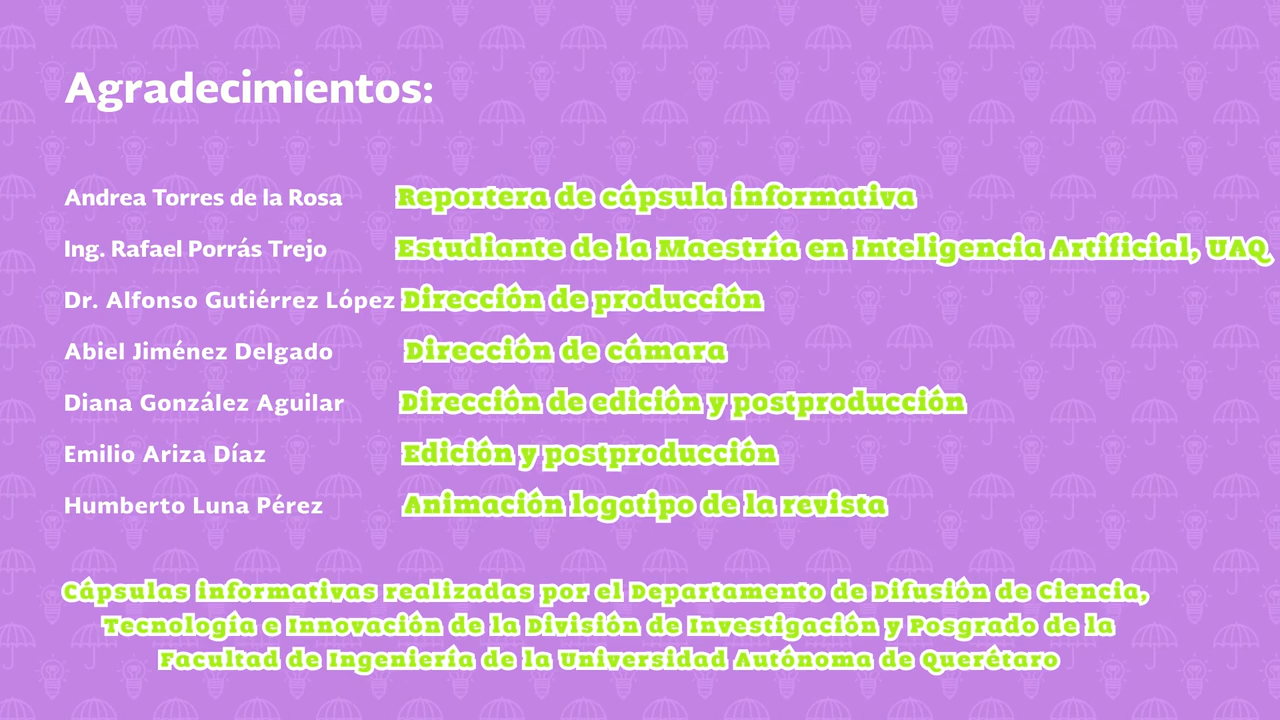 Agradecimientos:
Andrea Torres de la Rosa Reportera de cápsula informativa
Ing. Rafael Porrás Trejo Estudiante de la Maestría en Inteligencia Artificial, UAQ
Dr. Alfonso Gutiérrez López Dirección de producción
Abiel Jiménez Delgado Dirección de cámara
Diana González Aguilar Dirección de edición y postproducción
Emilio Ariza Díaz Edición y postproducción
Humberto Luna Pérez Animación logotipo de la revista
Cápsulas informativas realizadas por el Departamento de Difusión de Ciencia,
Tecnología e Innovación de la División de Investigación y Posgrado de la
Facultad de Ingeniería de la Universidad Autónoma de Querétaro